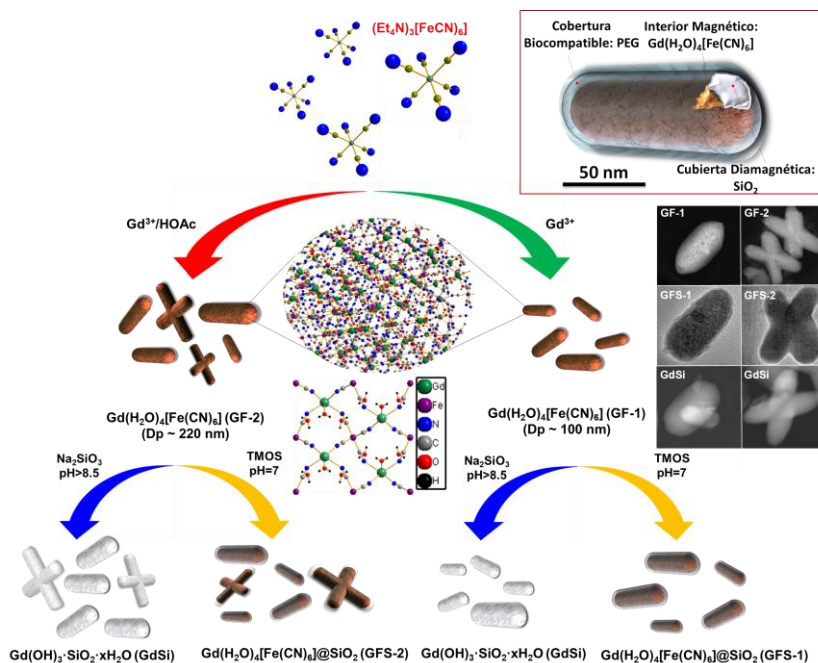 (Et₄N)₃[FeCN)₆]
Cobertura
Biocompatible: PEG
Interior Magnético:
Gd(H₂O)₄[Fe(CN)₆]
50 nm
Cubierta Diamagnética:
SiO₂
Gd³⁺/HOAc
Gd³⁺
GF-1
GF-2
GFS-1
GFS-2
GdSi
GdSi
Gd
Fe
N
C
O
H
Gd(H₂O)₄[Fe(CN)₆] (GF-2)
(Dp ~ 220 nm)
Gd(H₂O)₄[Fe(CN)₆] (GF-1)
(Dp ~ 100 nm)
Na₂SiO₃
pH>8.5
TMOS
pH=7
Na₂SiO₃
pH>8.5
TMOS
pH=7
Gd(OH)₃·SiO₂·xH₂O (GdSi)
Gd(H₂O)₄[Fe(CN)₆]@SiO₂ (GFS-2)
Gd(OH)₃·SiO₂·xH₂O (GdSi)
Gd(H₂O)₄[Fe(CN)₆]@SiO₂ (GFS-1)